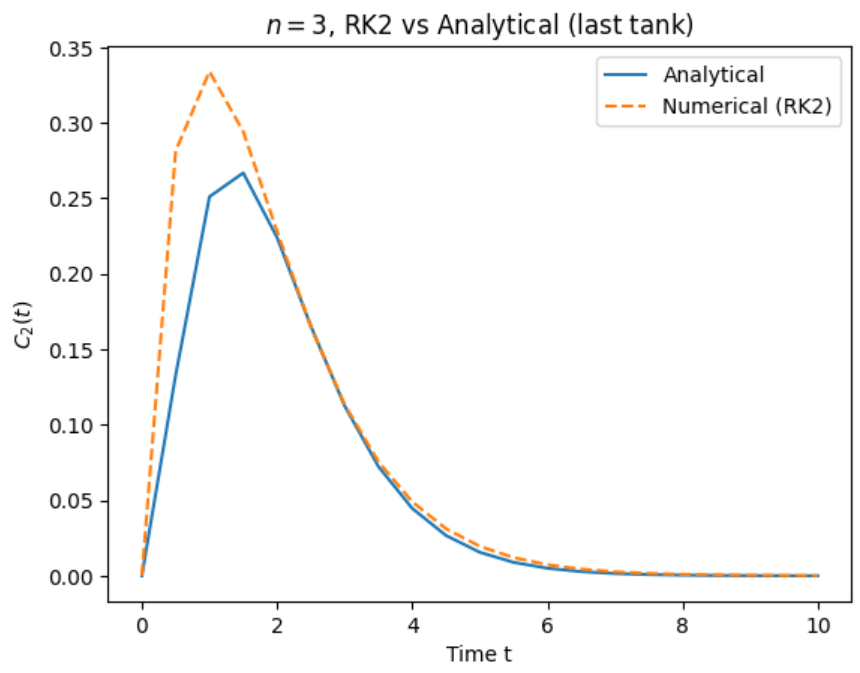 n = 3, RK2 vs Analytical (last tank)
Analytical
Numerical (RK2)
0.35
0.30
0.25
0.20
0.15
0.10
0.05
0.00
C₂(t)
0 2 4 6 8 10
Time t